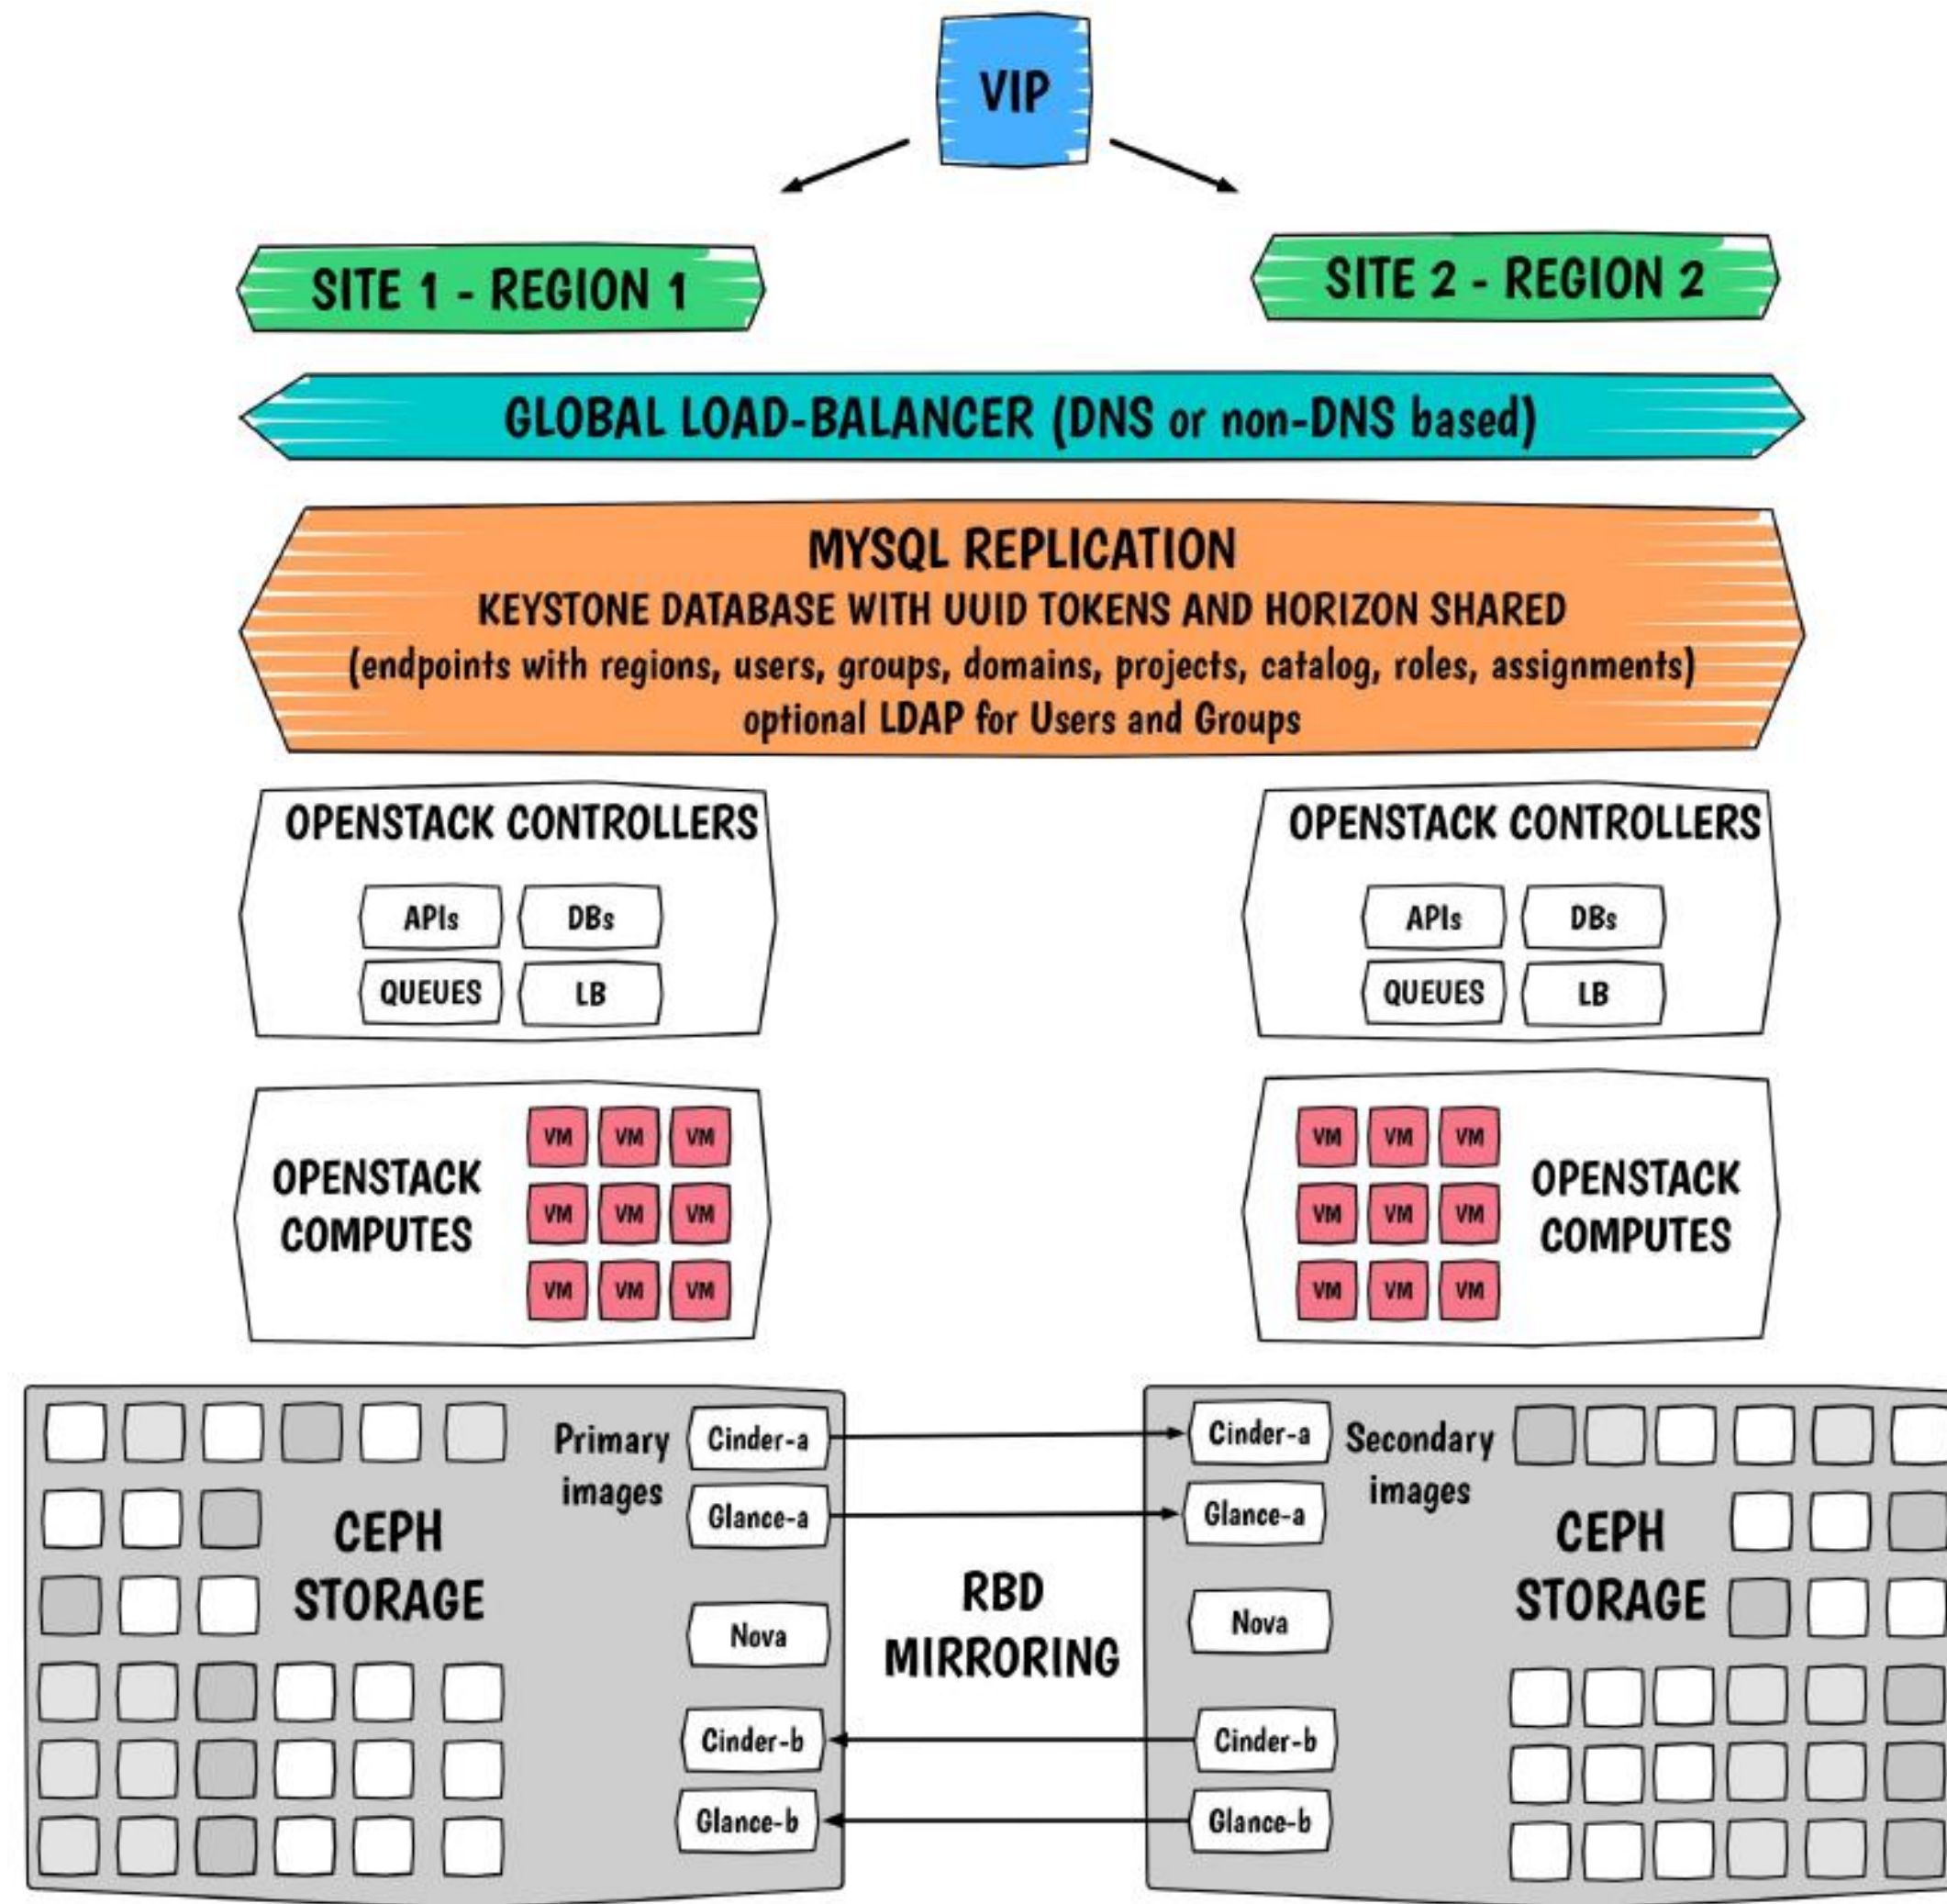 VIP
SITE 1 - REGION 1
SITE 2 - REGION 2
GLOBAL LOAD-BALANCER (DNS or non-DNS based)
MYSQL REPLICATION
KEYSTONE DATABASE WITH UUID TOKENS AND HORIZON SHARED
(endpoints with regions, users, groups, domains, projects, catalog, roles, assignments)
optional LDAP for Users and Groups
OPENSTACK CONTROLLERS
APIs
DBs
QUEUES
LB
OPENSTACK CONTROLLERS
APIs
DBs
QUEUES
LB
OPENSTACK
COMPUTES
VM VM VM
VM VM VM
VM VM VM
VM VM VM
VM VM VM
VM VM VM
OPENSTACK
COMPUTES
CEPH
STORAGE
Primary
images
Cinder-a
Glance-a
Nova
Cinder-b
Glance-b
RBD
MIRRORING
Cinder-a
Glance-a
Nova
Cinder-b
Glance-b
Secondary
images
CEPH
STORAGE